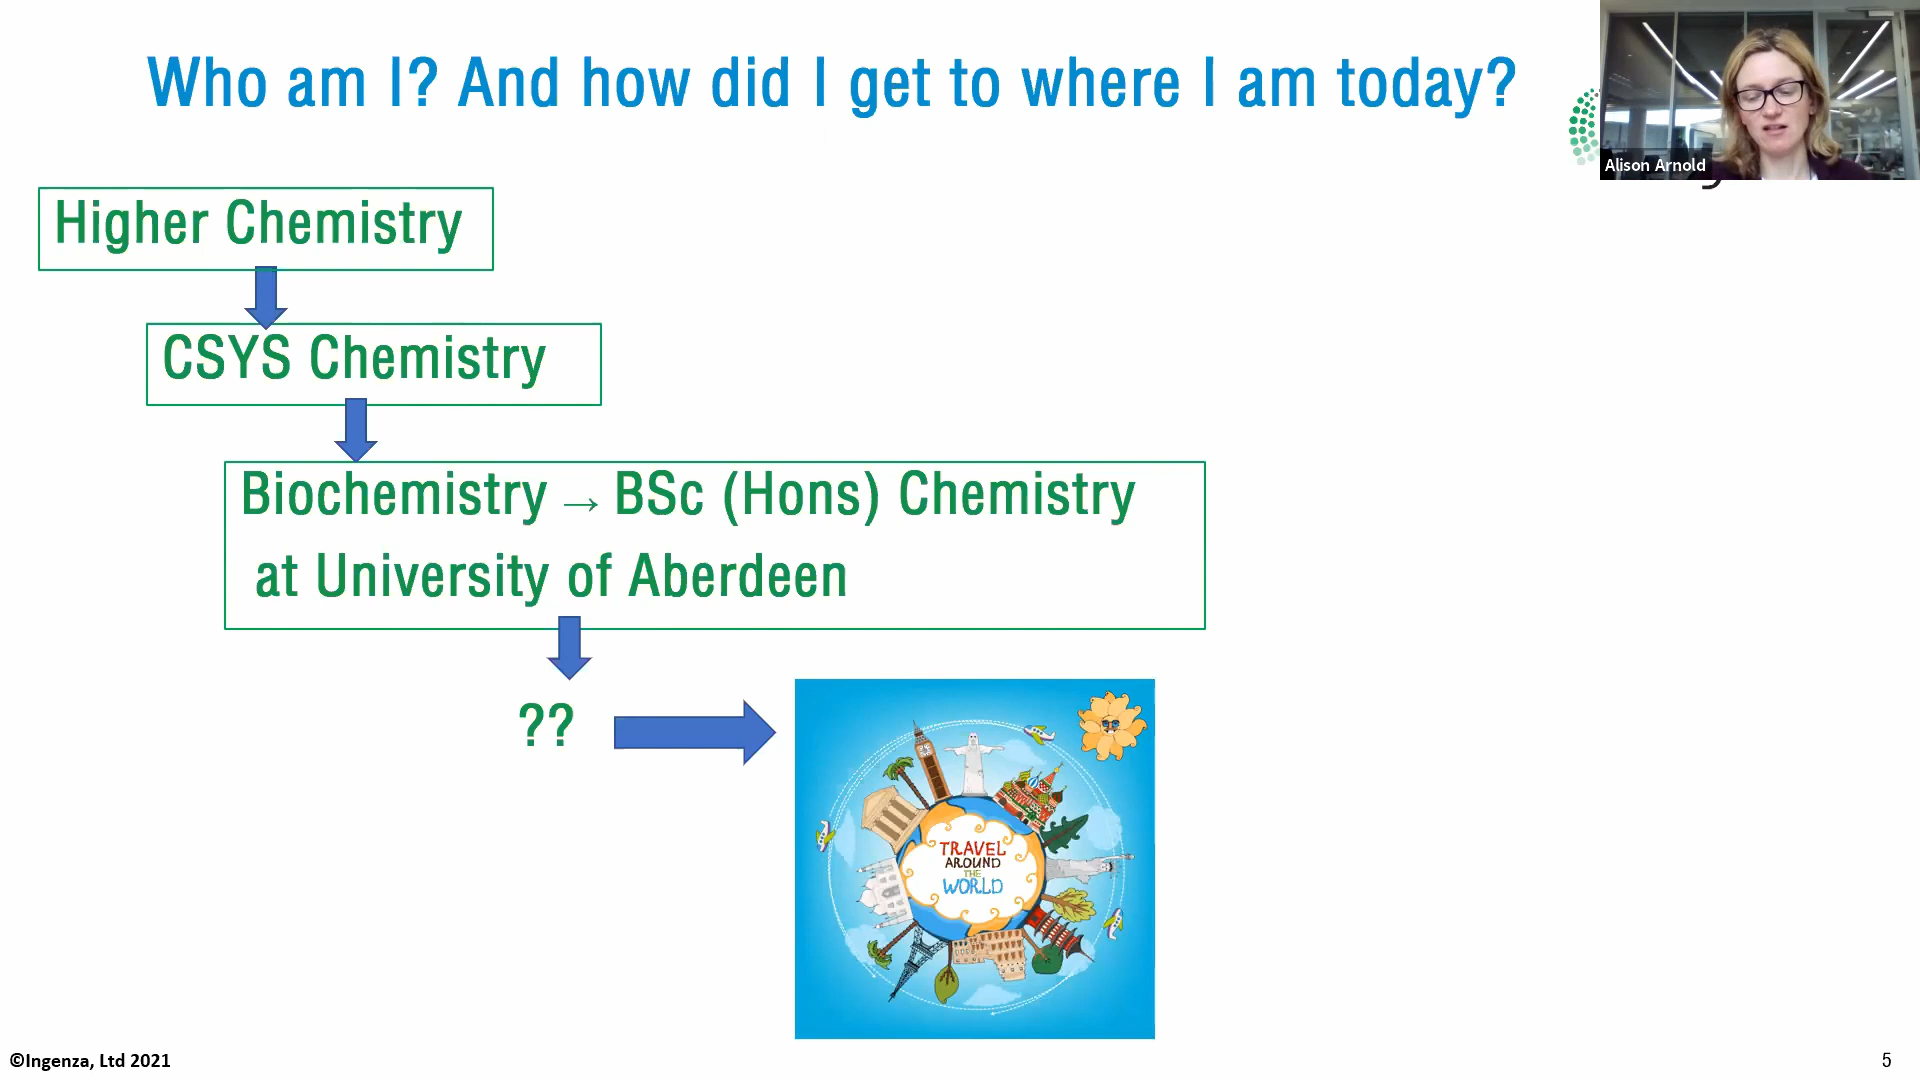 Who am I? And how did I get to where I am today?
Alison Arnold
Higher Chemistry
CSYS Chemistry
Biochemistry → BSc (Hons) Chemistry
at University of Aberdeen
??
TRAVEL
AROUND
THE
WORLD
©Ingenza, Ltd 2021
5